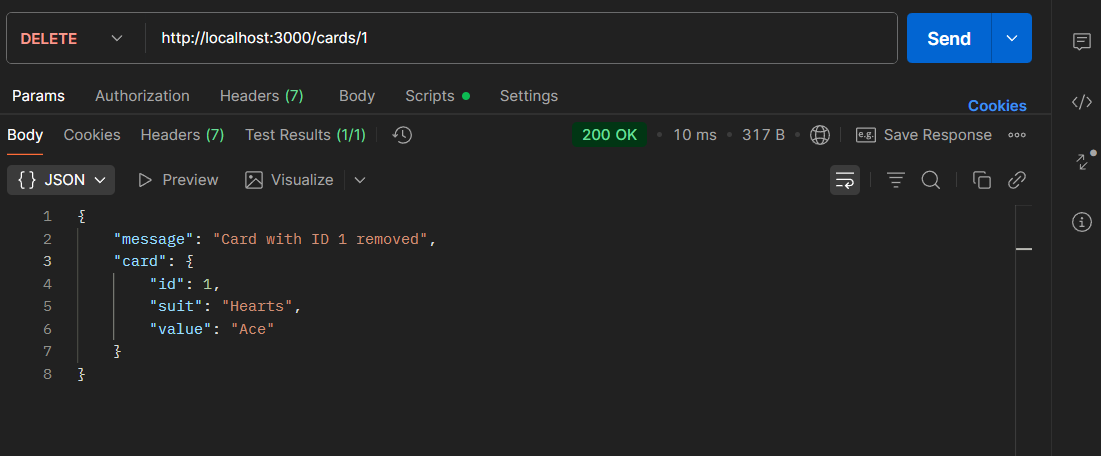 DELETE http://localhost:3000/cards/1 Send
Params Authorization Headers (7) Body Scripts Settings
Cookies
Body Cookies Headers (7) Test Results (1/1) 200 OK 10 ms 317 B e.g. Save Response
{} JSON Preview Visualize
1 {
2 "message": "Card with ID 1 removed",
3 "card": {
4 "id": 1,
5 "suit": "Hearts",
6 "value": "Ace"
7 }
8 }